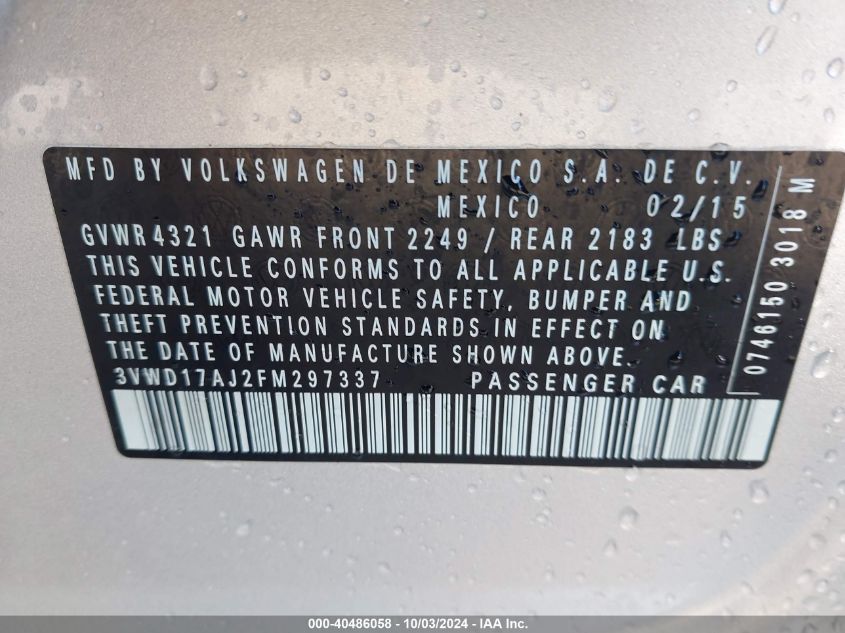 MFD BY VOLKSWAGEN DE MEXICO S.A. DE C.V.
MEXICO 02/15
GVWR 4321 GAWR FRONT 2249 / REAR 2183 LBS
THIS VEHICLE CONFORMS TO ALL APPLICABLE U.S.
FEDERAL MOTOR VEHICLE SAFETY, BUMPER AND
THEFT PREVENTION STANDARDS IN EFFECT ON
THE DATE OF MANUFACTURE SHOWN ABOVE.
3VWD17AJ2FM297337 PASSENGER CAR
0746150 3018 M
000-40486058 - 10/03/2024 - IAAI.com